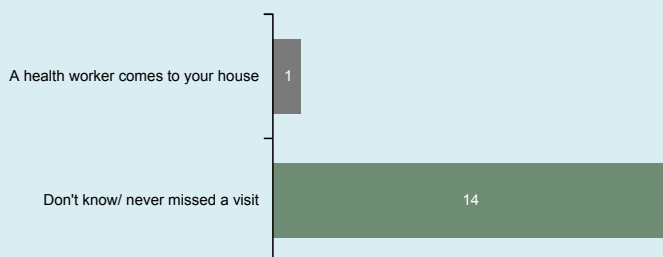 A health worker comes to your house
1
Don't know/ never missed a visit
14